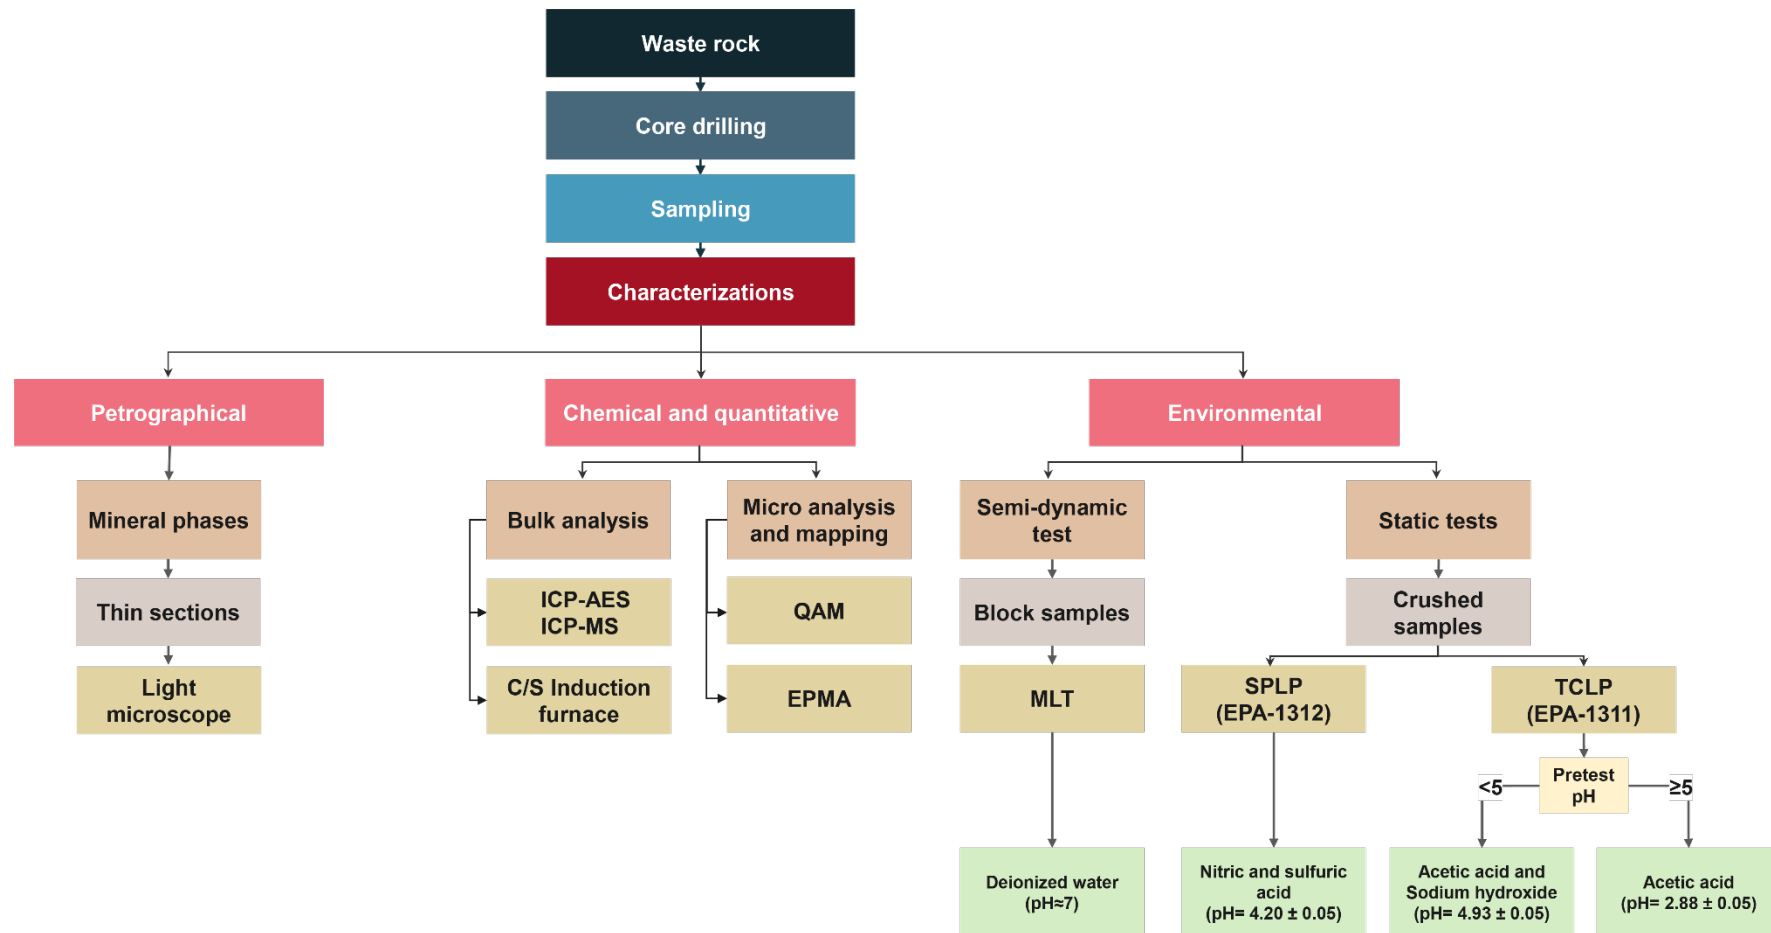 Waste rock
Core drilling
Sampling
Characterizations
Petrographical
Chemical and quantitative
Environmental
Mineral phases
Bulk analysis
Micro analysis
and mapping
Semi-dynamic
test
Static tests
Thin sections
ICP-AES
ICP-MS
QAM
Block samples
Crushed
samples
Light
microscope
C/S Induction
furnace
EPMA
MLT
SPLP
(EPA-1312)
TCLP
(EPA-1311)
<5
Pretest
pH
≥5
Deionized water
(pH≈7)
Nitric and sulfuric
acid
(pH= 4.20 ± 0.05)
Acetic acid and
Sodium hydroxide
(pH= 4.93 ± 0.05)
Acetic acid
(pH= 2.88 ± 0.05)